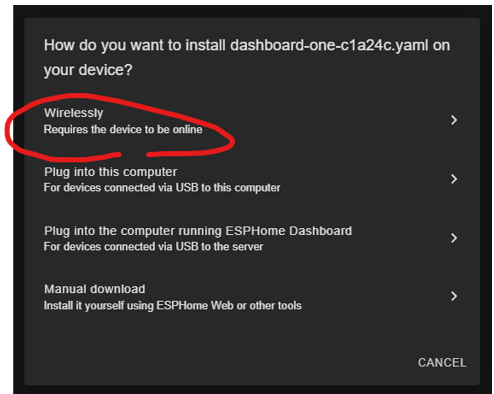 How do you want to install dashboard-one-c1a24c.yaml on
your device?
Wirelessly
Requires the device to be online
Plug into this computer
For devices connected via USB to this computer
Plug into the computer running ESPHome Dashboard
For devices connected via USB to the server
Manual download
Install it yourself using ESPHome Web or other tools
CANCEL